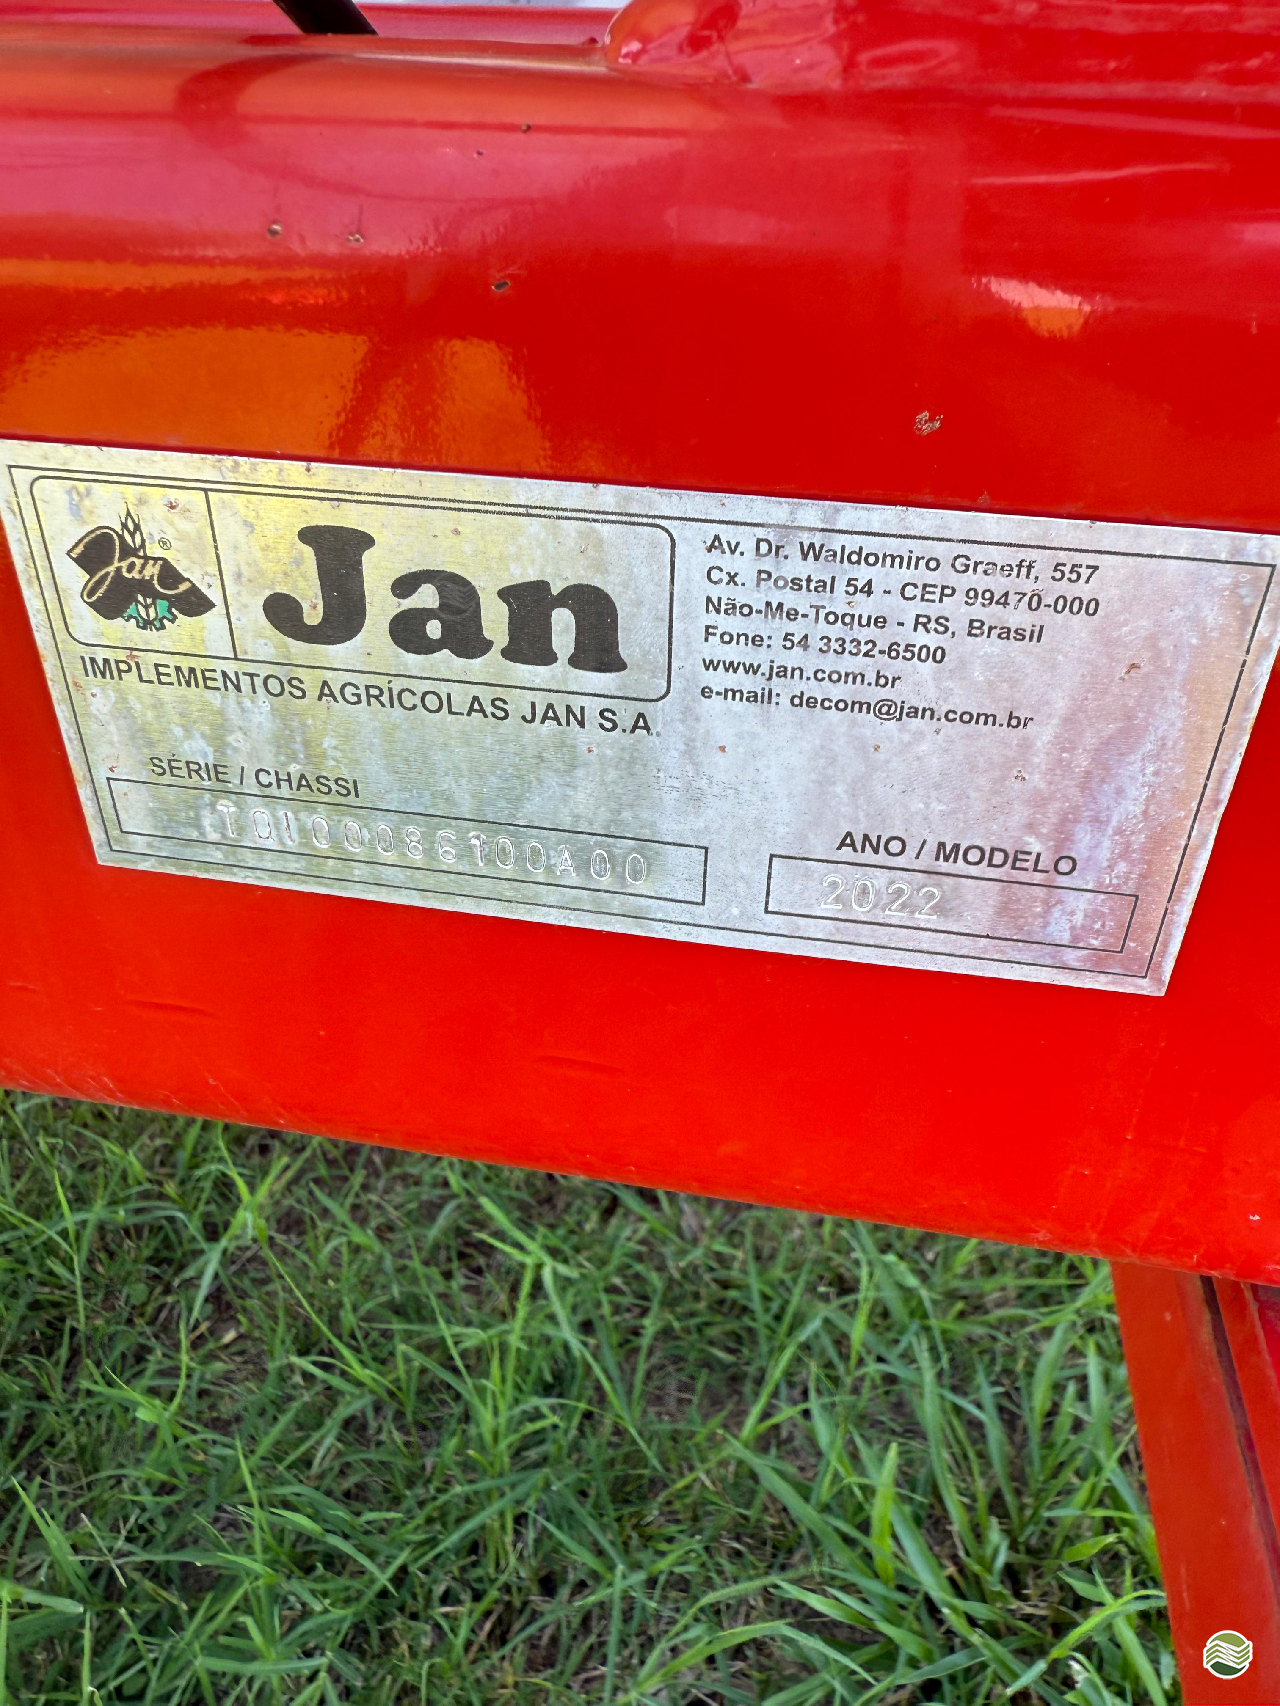 Jan
®
Jan
IMPLEMENTOS AGRÍCOLAS JAN S.A.
Av. Dr. Waldomiro Graeff, 557
Cx. Postal 54 - CEP 99470-000
Não-Me-Toque - RS, Brasil
Fone: 54 3332-6500
www.jan.com.br
e-mail: decom@jan.com.br
SÉRIE / CHASSI
T0100086100A00
ANO / MODELO
2022